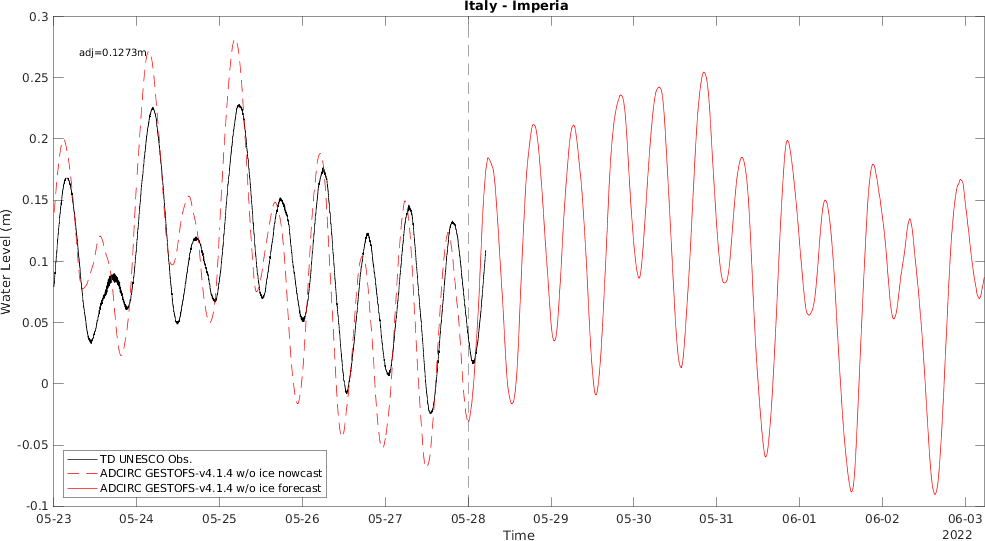 Italy - Imperia
adj=0.1273m
0.3
0.25
0.2
0.15
0.1
0.05
0
-0.05
-0.1
Water Level (m)
TD UNESCO Obs.
ADCIRC GESTOFS-v4.1.4 w/o ice nowcast
ADCIRC GESTOFS-v4.1.4 w/o ice forecast
05-23 05-24 05-25 05-26 05-27 05-28 05-29 05-30 05-31 06-01 06-02 06-03
Time
2022